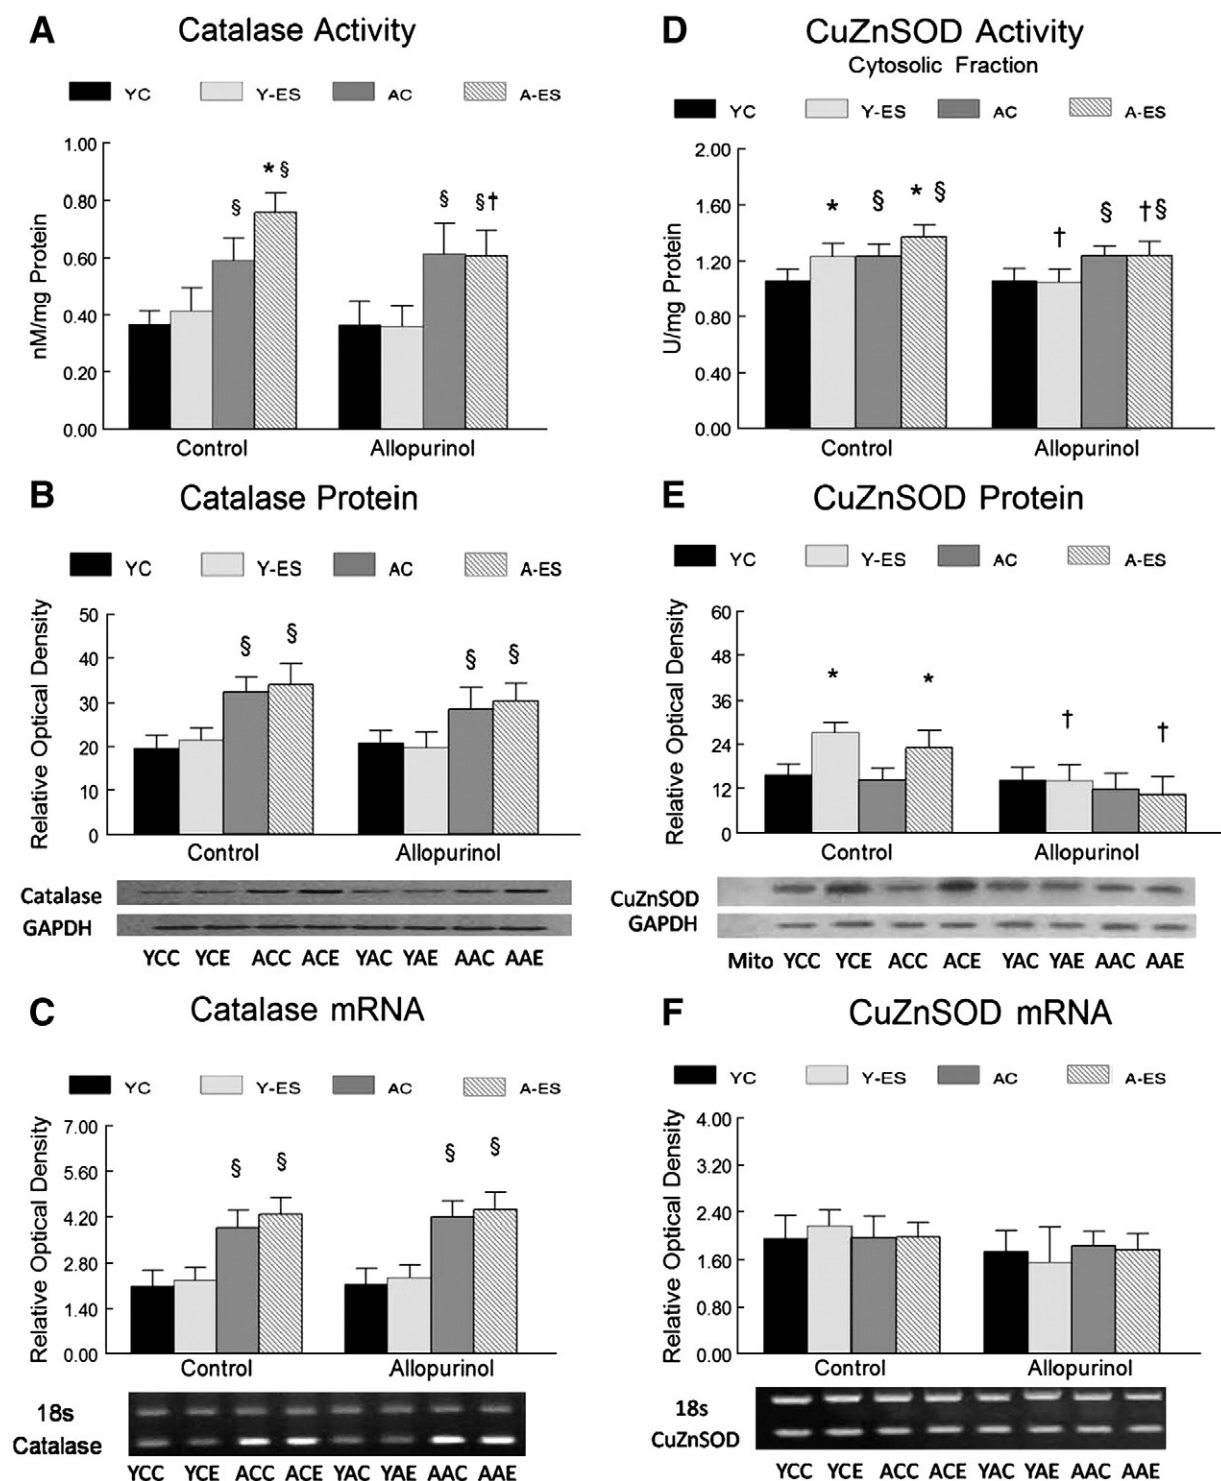 A Catalase Activity
YC Y-ES AC A-ES
nM/mg Protein
1.00
0.80
0.60
0.40
0.20
0.00
§ * § § §†
Control Allopurinol
B Catalase Protein
YC Y-ES AC A-ES
Relative Optical Density
50
40
30
20
10
0
§ § § §
Control Allopurinol
Catalase
GAPDH
YCC YCE ACC ACE YAC YAE AAC AAE
C Catalase mRNA
YC Y-ES AC A-ES
Relative Optical Density
7.00
5.60
4.20
2.80
1.40
0.00
§ § § §
Control Allopurinol
18s
Catalase
YCC YCE ACC ACE YAC YAE AAC AAE
D CuZnSOD Activity
Cytosolic Fraction
YC Y-ES AC A-ES
U/mg Protein
2.00
1.60
1.20
0.80
0.40
0.00
* § * § † § †§
Control Allopurinol
E CuZnSOD Protein
YC Y-ES AC A-ES
Relative Optical Density
60
48
36
24
12
0
* * † †
Control Allopurinol
CuZnSOD
GAPDH
Mito YCC YCE ACC ACE YAC YAE AAC AAE
F CuZnSOD mRNA
YC Y-ES AC A-ES
Relative Optical Density
4.00
3.20
2.40
1.60
0.80
0.00
Control Allopurinol
18s
CuZnSOD
YCC YCE ACC ACE YAC YAE AAC AAE